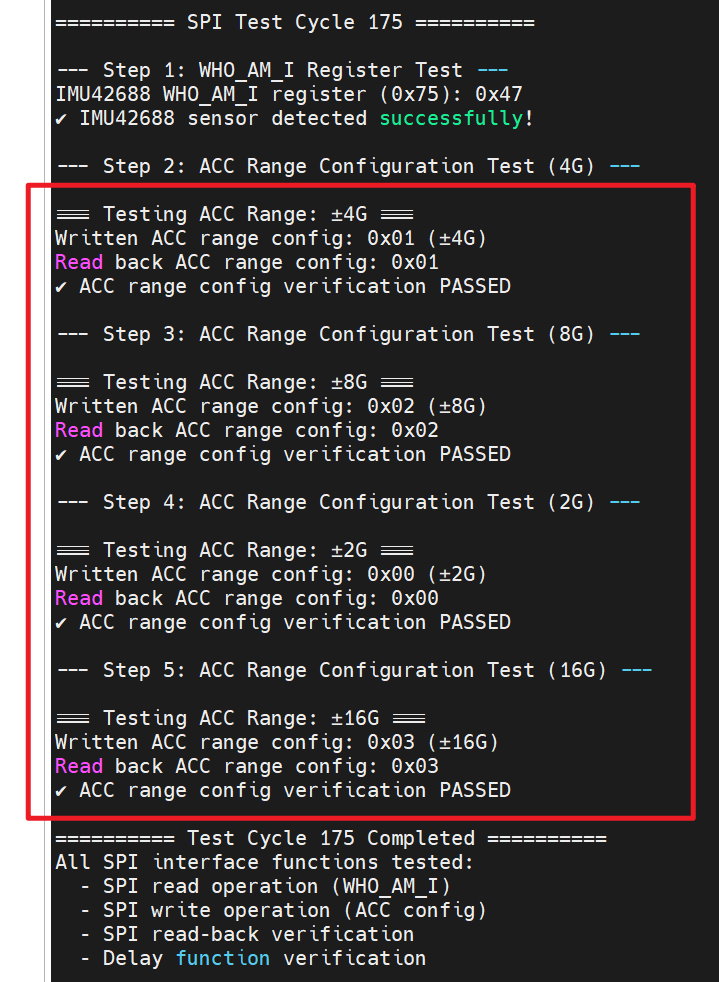 ========== SPI Test Cycle 175 ==========
--- Step 1: WHO_AM_I Register Test ---
IMU42688 WHO_AM_I register (0x75): 0x47
✔ IMU42688 sensor detected successfully!
--- Step 2: ACC Range Configuration Test (4G) ---
=== Testing ACC Range: ±4G ===
Written ACC range config: 0x01 (±4G)
Read back ACC range config: 0x01
✔ ACC range config verification PASSED
--- Step 3: ACC Range Configuration Test (8G) ---
=== Testing ACC Range: ±8G ===
Written ACC range config: 0x02 (±8G)
Read back ACC range config: 0x02
✔ ACC range config verification PASSED
--- Step 4: ACC Range Configuration Test (2G) ---
=== Testing ACC Range: ±2G ===
Written ACC range config: 0x00 (±2G)
Read back ACC range config: 0x00
✔ ACC range config verification PASSED
--- Step 5: ACC Range Configuration Test (16G) ---
=== Testing ACC Range: ±16G ===
Written ACC range config: 0x03 (±16G)
Read back ACC range config: 0x03
✔ ACC range config verification PASSED
========== Test Cycle 175 Completed ==========
All SPI interface functions tested:
- SPI read operation (WHO_AM_I)
- SPI write operation (ACC config)
- SPI read-back verification
- Delay function verification